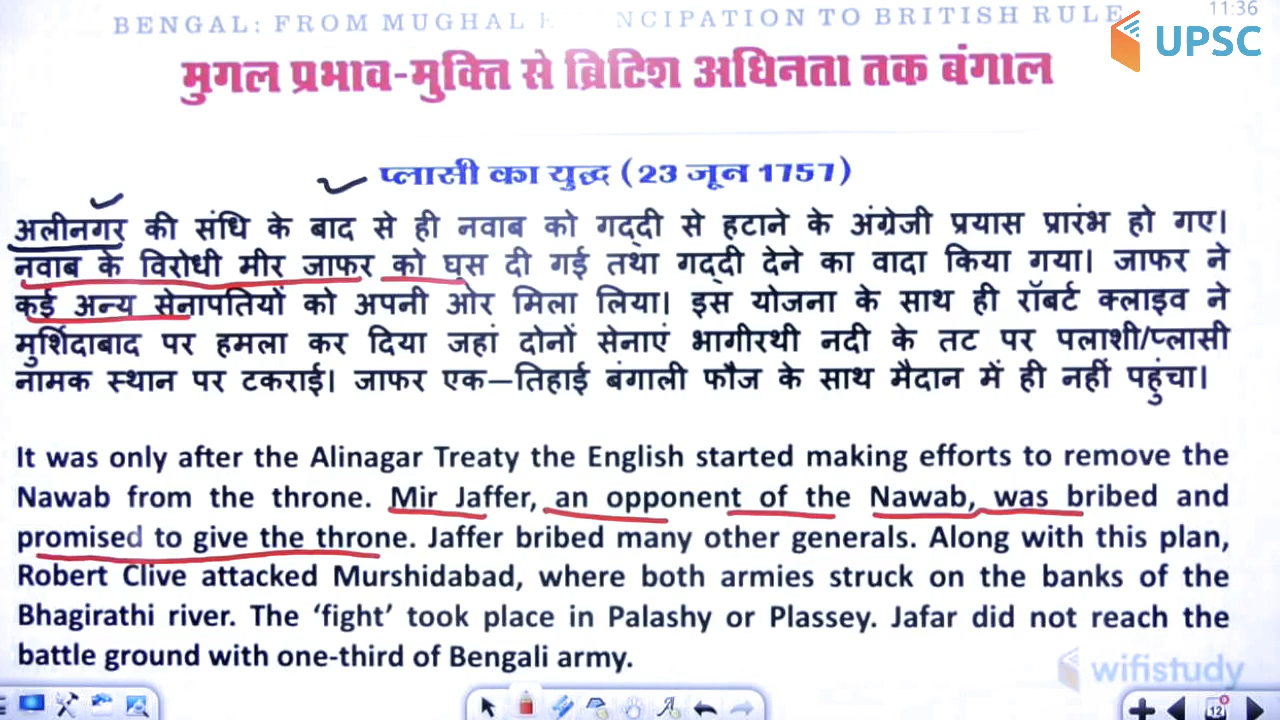 BENGAL: FROM MUGHAL NCIPATION TO BRITISH RULE
11:36
UPSC
मुगल प्रभाव-मुक्ति से ब्रिटिश अधिनता तक बंगाल
प्लासी का युद्ध (23 जून 1757)
अलीनगर की संधि के बाद से ही नवाब को गद्दी से हटाने के अंग्रेजी प्रयास प्रारंभ हो गए।
नवाब के विरोधी मीर जाफर को घुस दी गई तथा गद्दी देने का वादा किया गया। जाफर ने
कई अन्य सेनापतियों को अपनी ओर मिला लिया। इस योजना के साथ ही रॉबर्ट क्लाइव ने
मुर्शिदाबाद पर हमला कर दिया जहां दोनों सेनाएं भागीरथी नदी के तट पर पलाशी/प्लासी
नामक स्थान पर टकराई। जाफर एक–तिहाई बंगाली फौज के साथ मैदान में ही नहीं पहुंचा।
It was only after the Alinagar Treaty the English started making efforts to remove the
Nawab from the throne. Mir Jaffer, an opponent of the Nawab, was bribed and
promised to give the throne. Jaffer bribed many other generals. Along with this plan,
Robert Clive attacked Murshidabad, where both armies struck on the banks of the
Bhagirathi river. The ‘fight’ took place in Palashy or Plassey. Jafar did not reach the
battle ground with one-third of Bengali army.
wifistudy
12